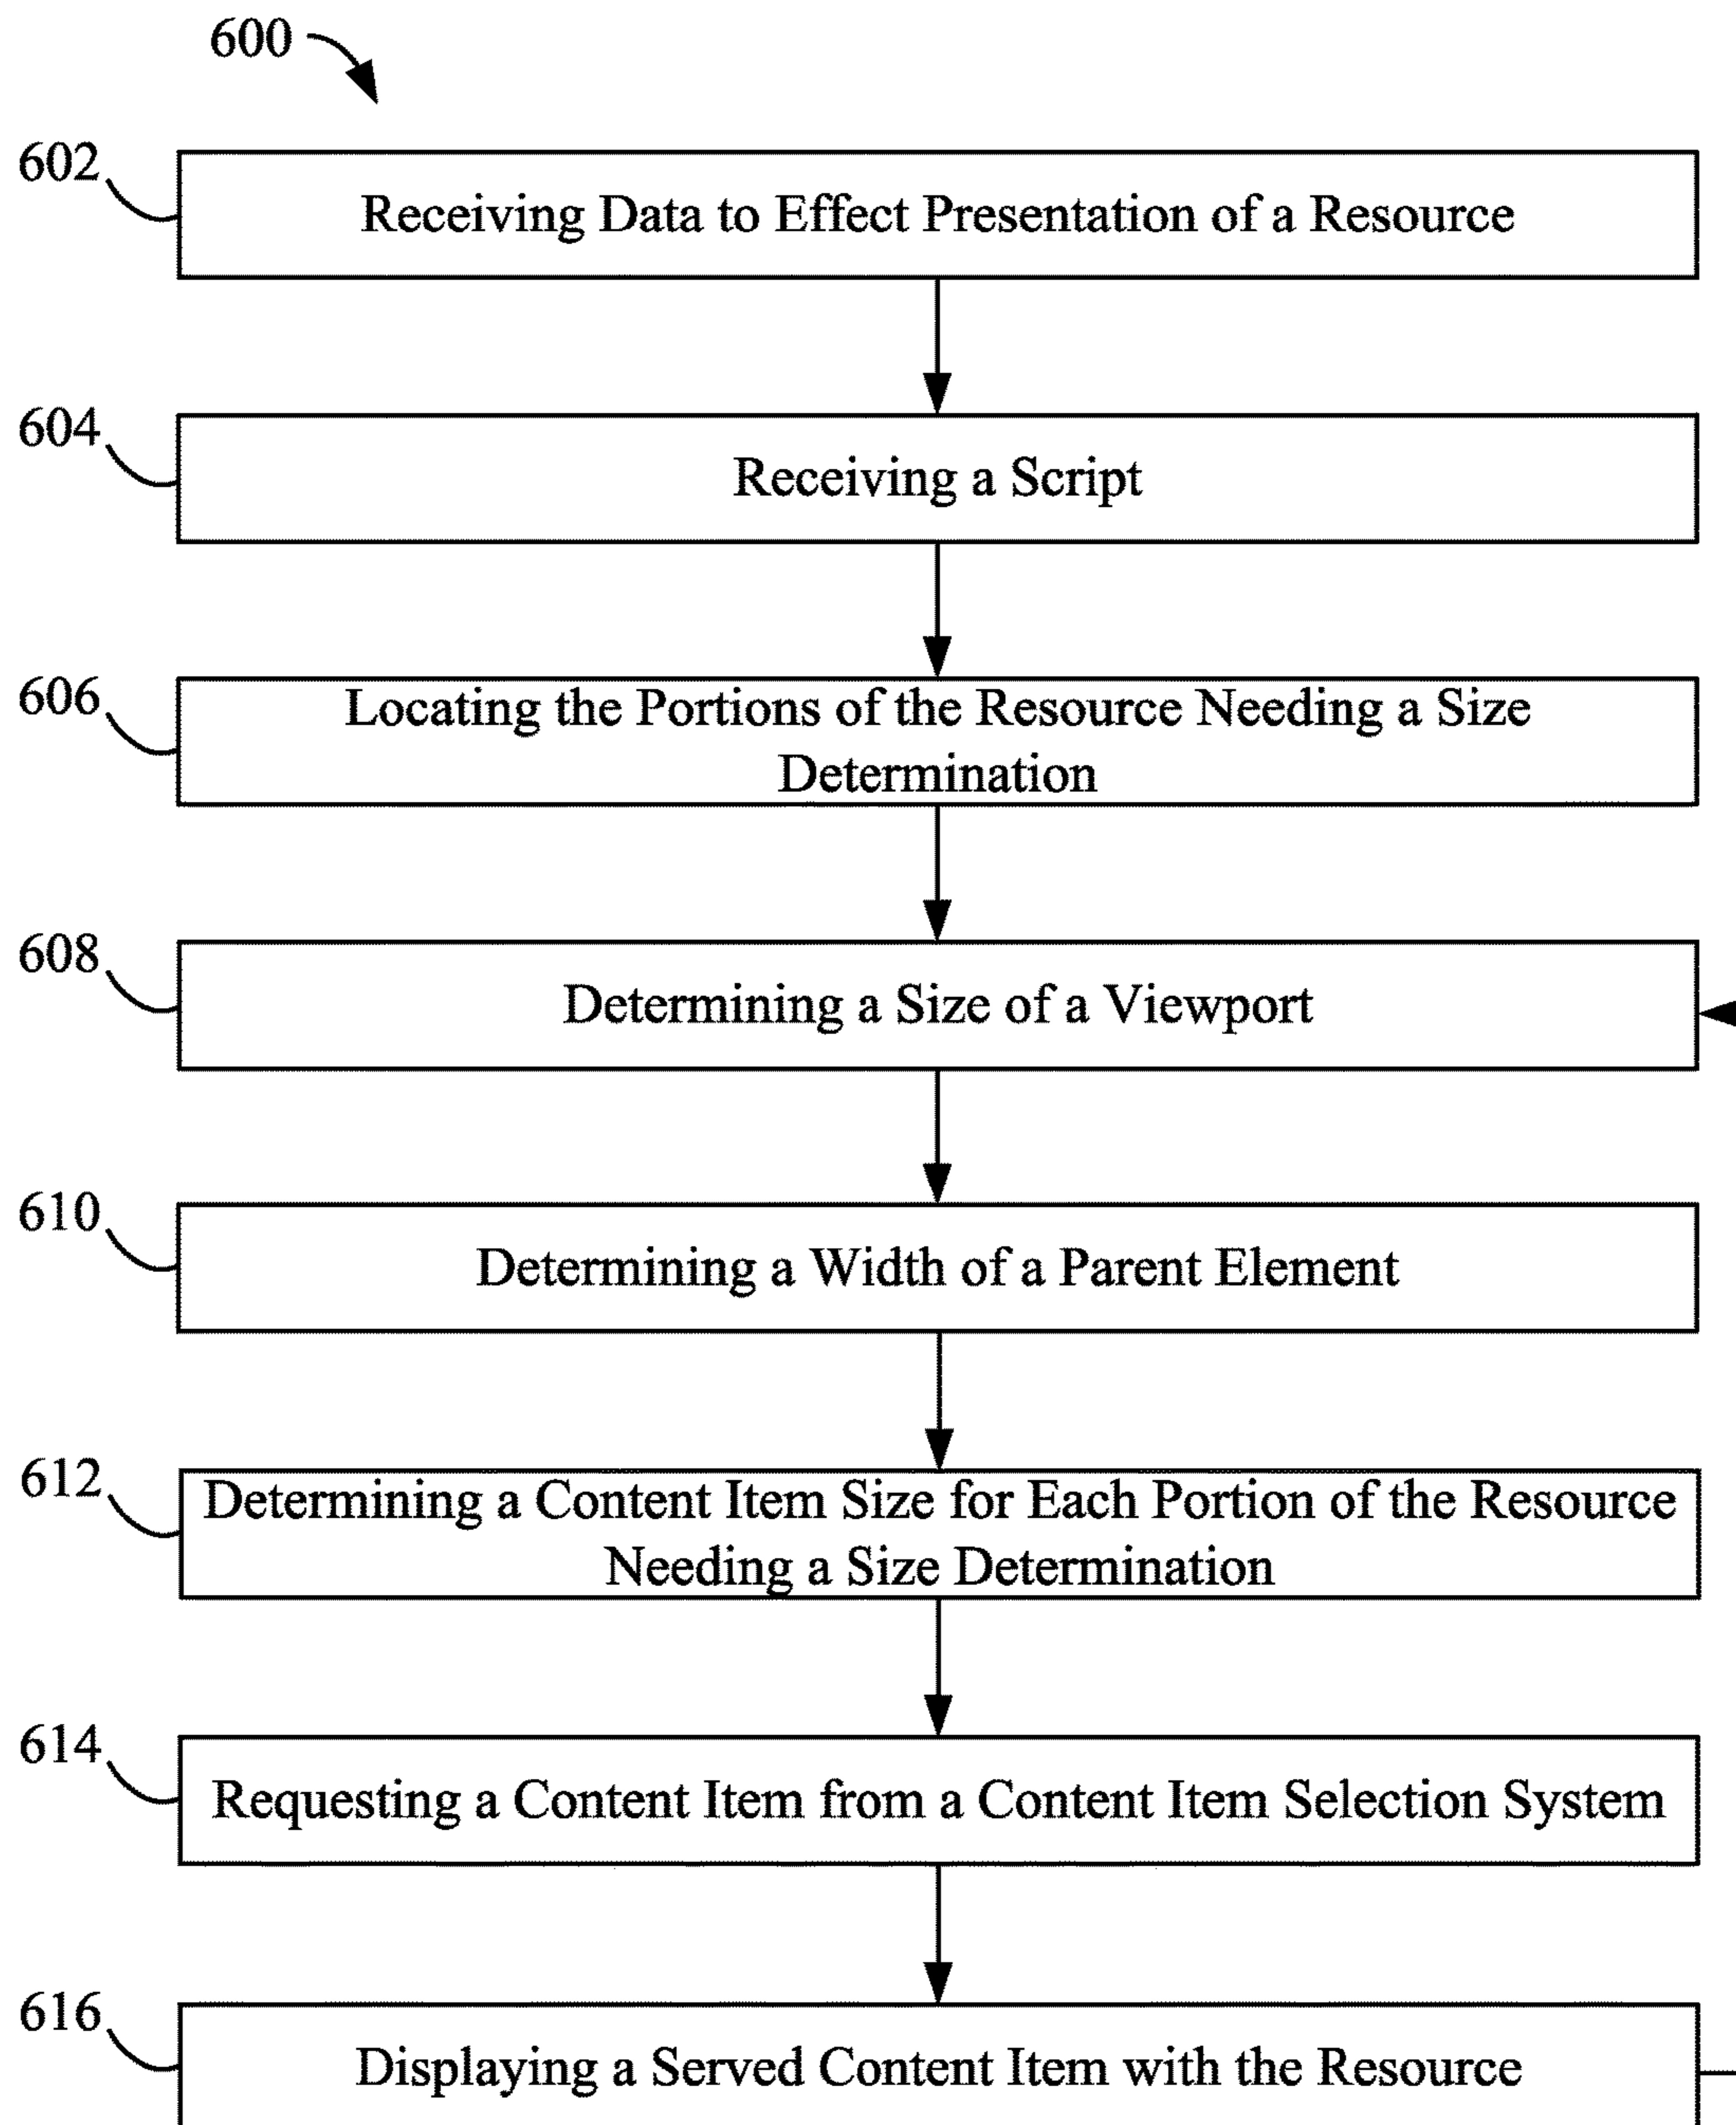 600
602
Receiving Data to Effect Presentation of a Resource
604
Receiving a Script
606
Locating the Portions of the Resource Needing a Size
Determination
608
Determining a Size of a Viewport
610
Determining a Width of a Parent Element
612
Determining a Content Item Size for Each Portion of the Resource
Needing a Size Determination
614
Requesting a Content Item from a Content Item Selection System
616
Displaying a Served Content Item with the Resource